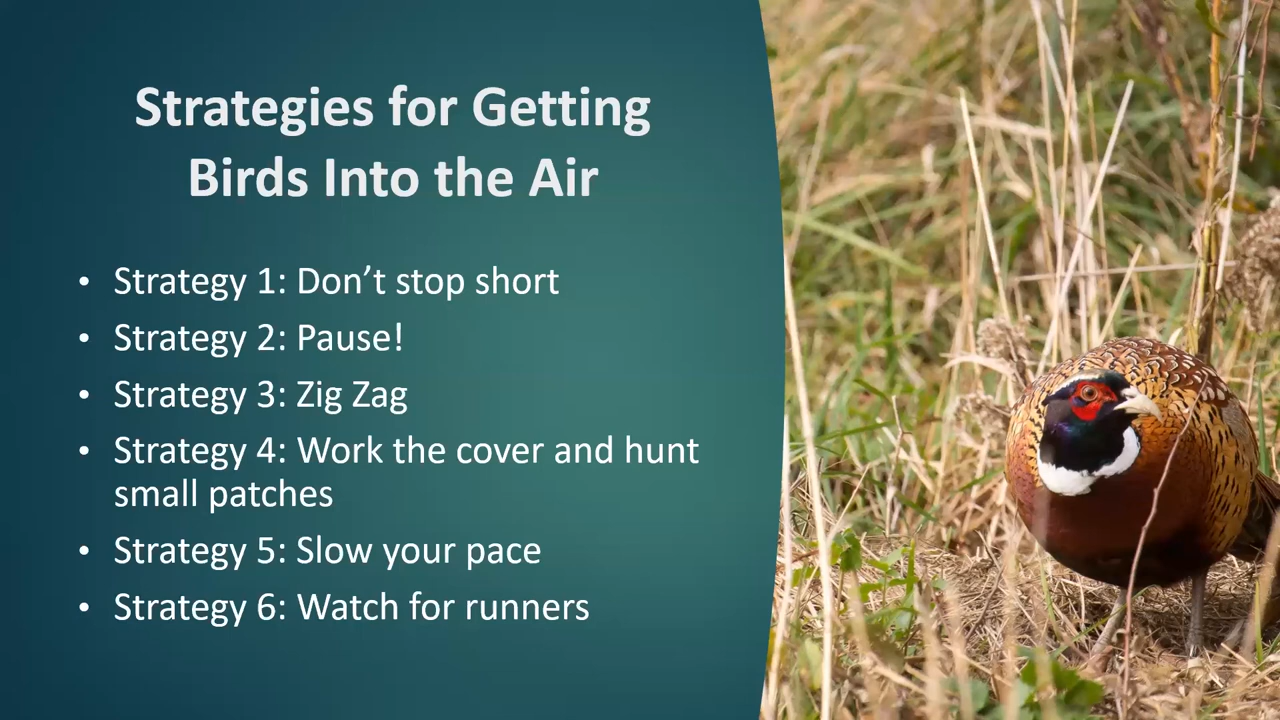 Strategies for Getting
Birds Into the Air
• Strategy 1: Don’t stop short
• Strategy 2: Pause!
• Strategy 3: Zig Zag
• Strategy 4: Work the cover and hunt
small patches
• Strategy 5: Slow your pace
• Strategy 6: Watch for runners